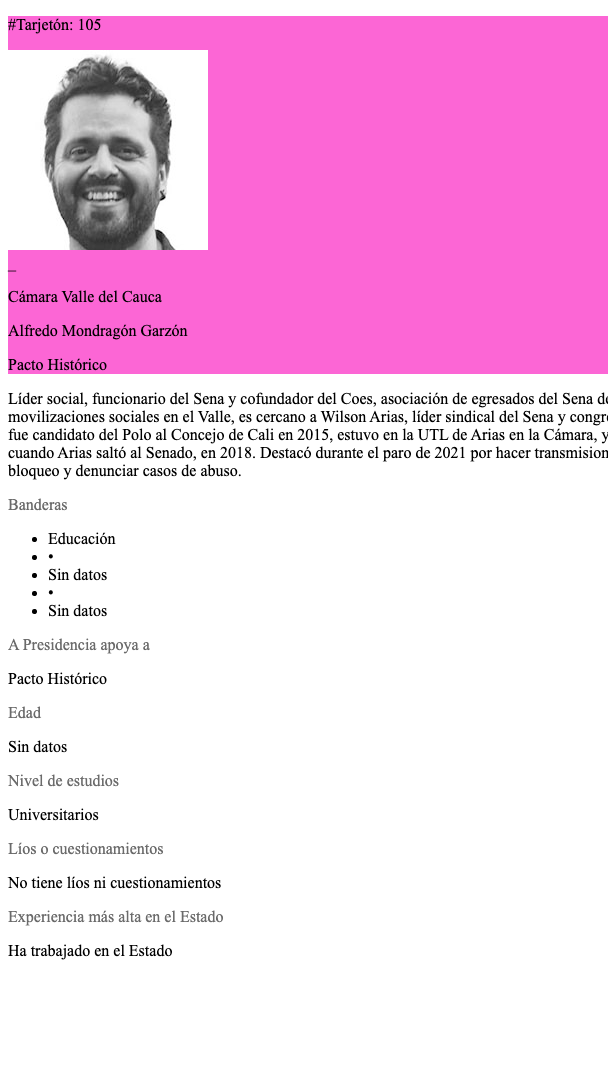 #Tarjetón: 105
_
Cámara Valle del Cauca
Alfredo Mondragón Garzón
Pacto Histórico
Líder social, funcionario del Sena y cofundador del Coes, asociación de egresados del Sena
movilizaciones sociales en el Valle, es cercano a Wilson Arias, líder sindical del Sena y
fue candidato del Polo al Concejo de Cali en 2015, estuvo en la UTL de Arias en la Cámara, y
cuando Arias saltó al Senado, en 2018. Destacó durante el paro de 2021 por hacer
bloqueo y denunciar casos de abuso.
Banderas
• Educación
• •
• Sin datos
• •
• Sin datos
A Presidencia apoya a
Pacto Histórico
Edad
Sin datos
Nivel de estudios
Universitarios
Líos o cuestionamientos
No tiene líos ni cuestionamientos
Experiencia más alta en el Estado
Ha trabajado en el Estado